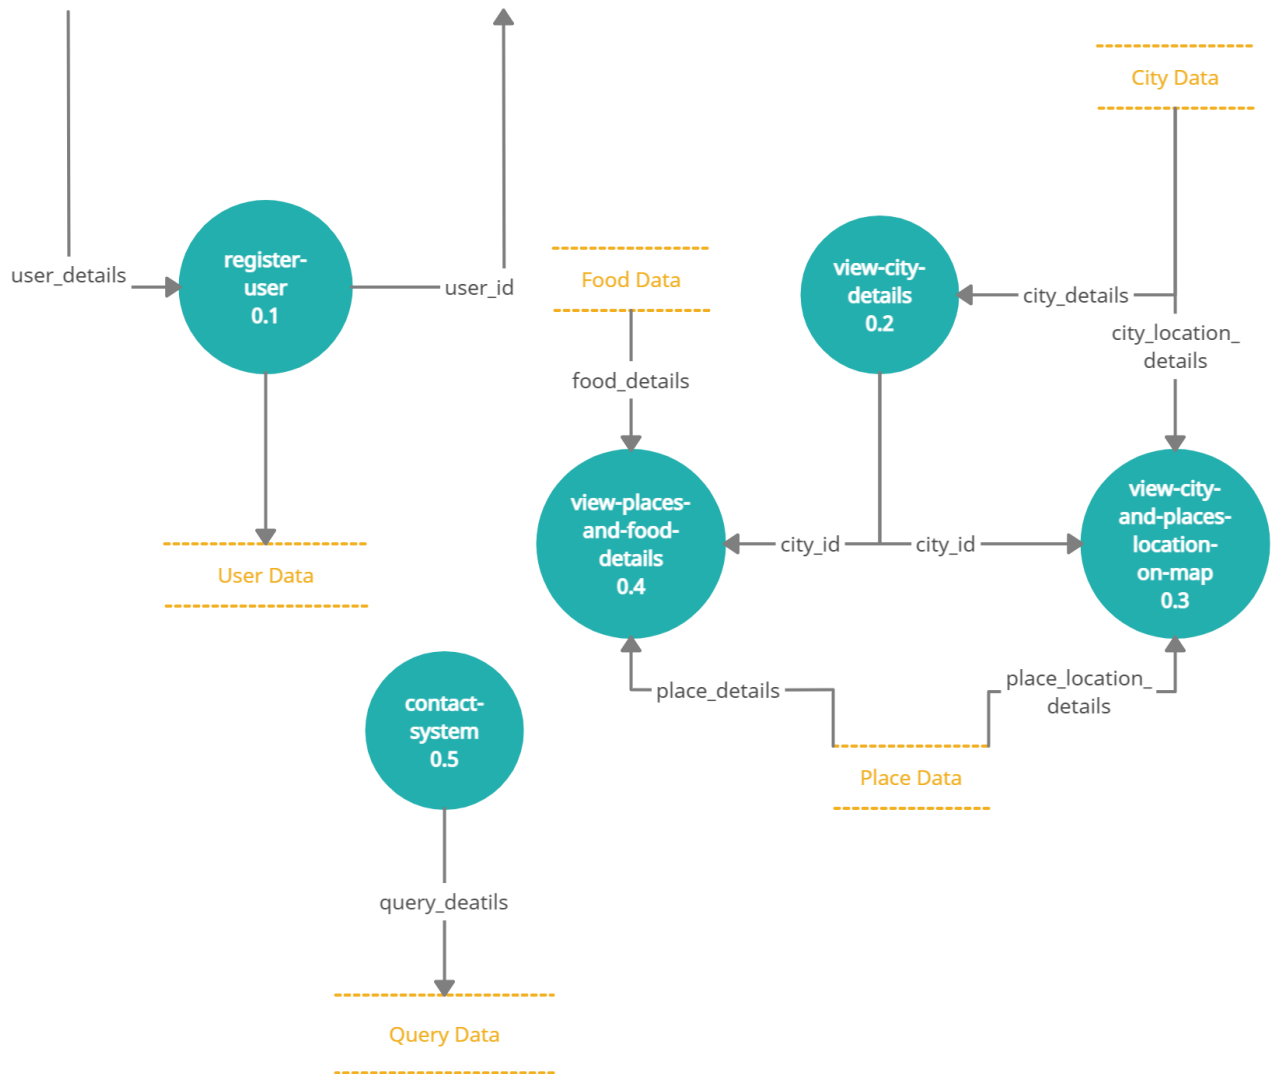 City Data
register-
user
0.1
user_details
user_id
Food Data
view-city-
details
0.2
city_details
city_location_
details
food_details
view-places-
and-food-
details
0.4
city_id
city_id
view-city-
and-places-
location-
on-map
0.3
User Data
contact-
system
0.5
place_details
place_location_
details
Place Data
query_deatils
Query Data